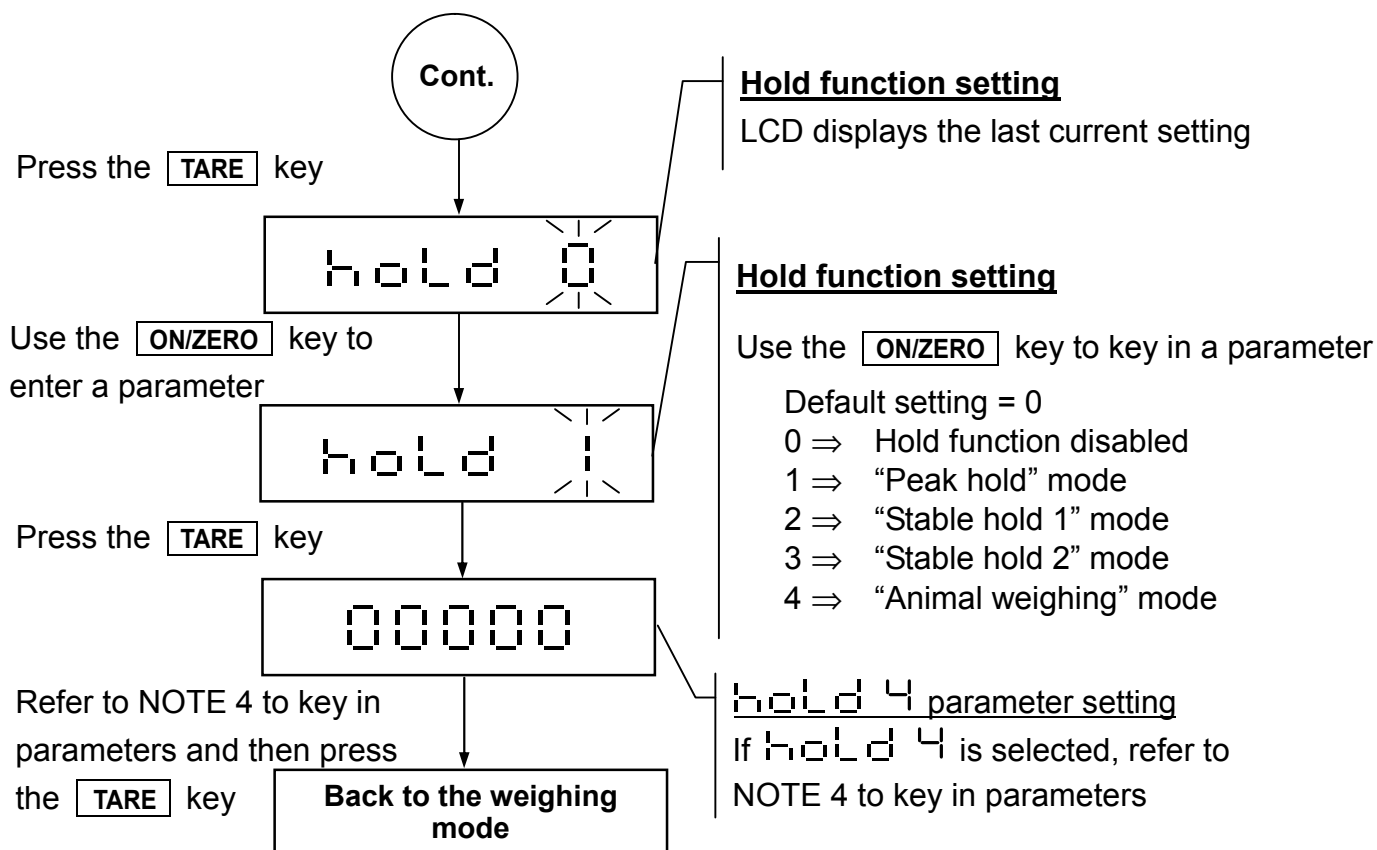 Cont.
Press the TARE key
Hold function setting
LCD displays the last current setting
hoLd 0
Use the ON/ZERO key to
enter a parameter
hoLd 1
Hold function setting
Use the ON/ZERO key to key in a parameter
Default setting = 0
0 ⇒ Hold function disabled
1 ⇒ “Peak hold” mode
2 ⇒ “Stable hold 1” mode
3 ⇒ “Stable hold 2” mode
4 ⇒ “Animal weighing” mode
Press the TARE key
00000
Refer to NOTE 4 to key in
parameters and then press
the TARE key
hoLd 4 parameter setting
If hoLd 4 is selected, refer to
NOTE 4 to key in parameters
Back to the weighing
mode